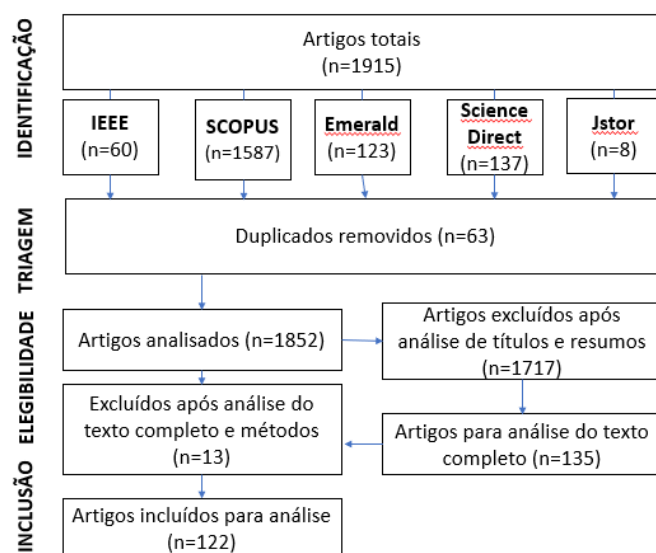 IDENTIFICAÇÃO
Artigos totais
(n=1915)
IEEE
(n=60)
SCOPUS
(n=1587)
Emerald
(n=123)
Science
Direct
(n=137)
Jstor
(n=8)
TRIAGEM
Duplicados removidos (n=63)
ELEGIBILIDADE
Artigos analisados (n=1852)
Artigos excluídos após
análise de títulos e resumos
(n=1717)
Excluídos após análise do
texto completo e métodos
(n=13)
Artigos para análise do texto
completo (n=135)
INCLUSÃO
Artigos incluídos para análise
(n=122)